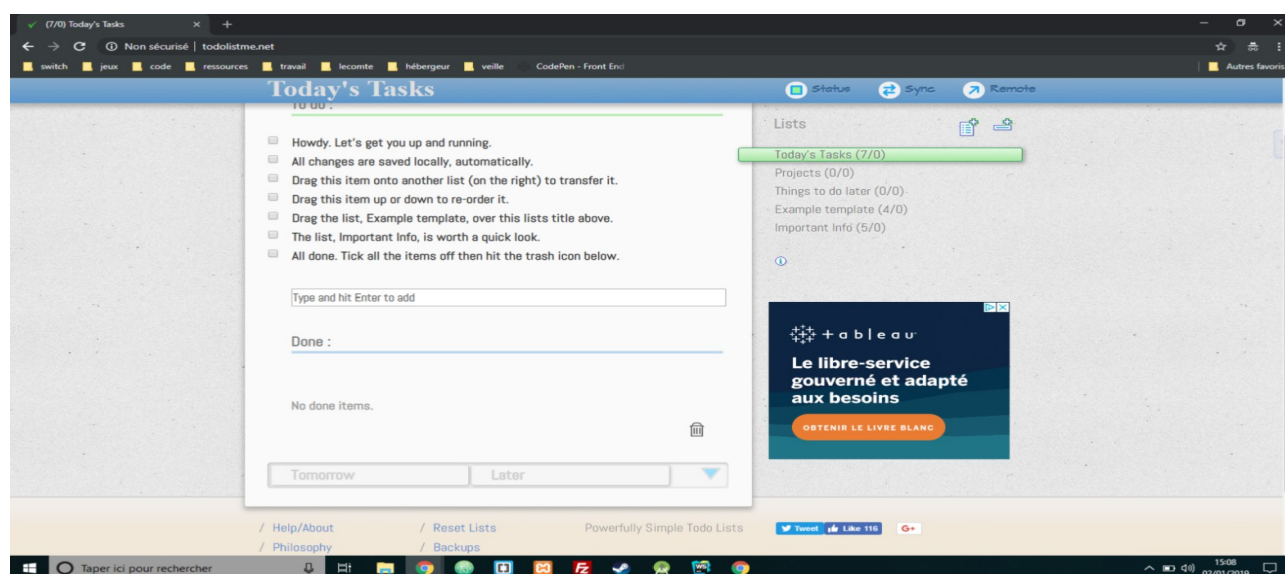 (7/0) Today's Tasks
Non sécurisé | todolistme.net
switch jeux code ressources travail lecomte hébergeur veille CodePen - Front End Autres favoris
Today's Tasks
Status Sync Remote
To do :
Howdy. Let's get you up and running.
All changes are saved locally, automatically.
Drag this item onto another list (on the right) to transfer it.
Drag this item up or down to re-order it.
Drag the list, Example template, over this lists title above.
The list, Important Info, is worth a quick look.
All done. Tick all the items off then hit the trash icon below.
Type and hit Enter to add
Done :
No done items.
Tomorrow Later
Lists
Today's Tasks (7/0)
Projects (0/0)
Things to do later (0/0)
Example template (4/0)
Important Info (5/0)
+ a b | e a u
Le libre-service
gouverné et adapté
aux besoins
OBTENIR LE LIVRE BLANC
/ Help/About / Reset Lists Powerfully Simple Todo Lists Tweet Like 116 G+
/ Philosophy / Backups
Taper ici pour rechercher
15:08
02/01/2019